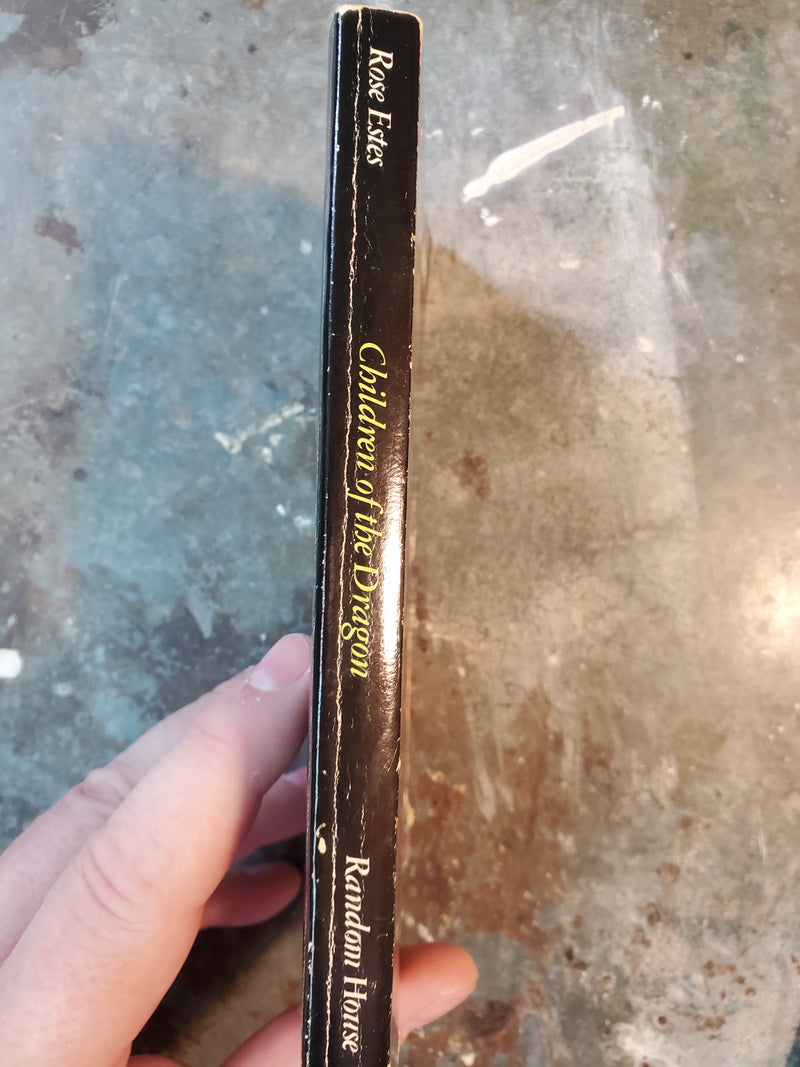 Rose Estes
Children of the Dragon
Random House